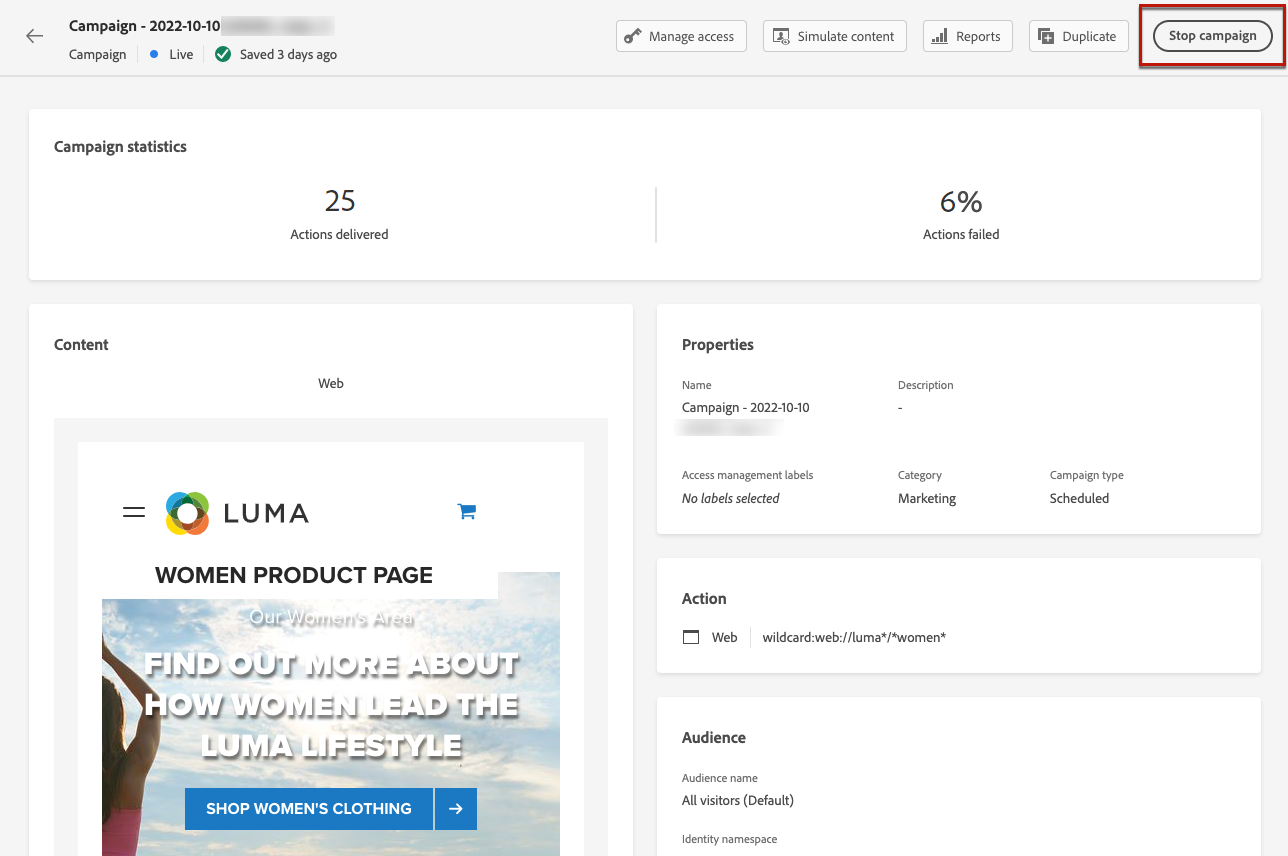 Campaign - 2022-10-10
Campaign
Live
Saved 3 days ago
Manage access
Simulate content
Reports
Duplicate
Stop campaign
Campaign statistics
25
Actions delivered
6%
Actions failed
Content
Web
LUMA
WOMEN PRODUCT PAGE
Our Women's Area
FIND OUT MORE ABOUT
HOW WOMEN LEAD THE
LUMA LIFESTYLE
SHOP WOMEN'S CLOTHING
Properties
Name
Description
Campaign - 2022-10-10
-
Access management labels
Category
Campaign type
No labels selected
Marketing
Scheduled
Action
Web
wildcard:web://luma*/*women*
Audience
Audience name
All visitors (Default)
Identity namespace